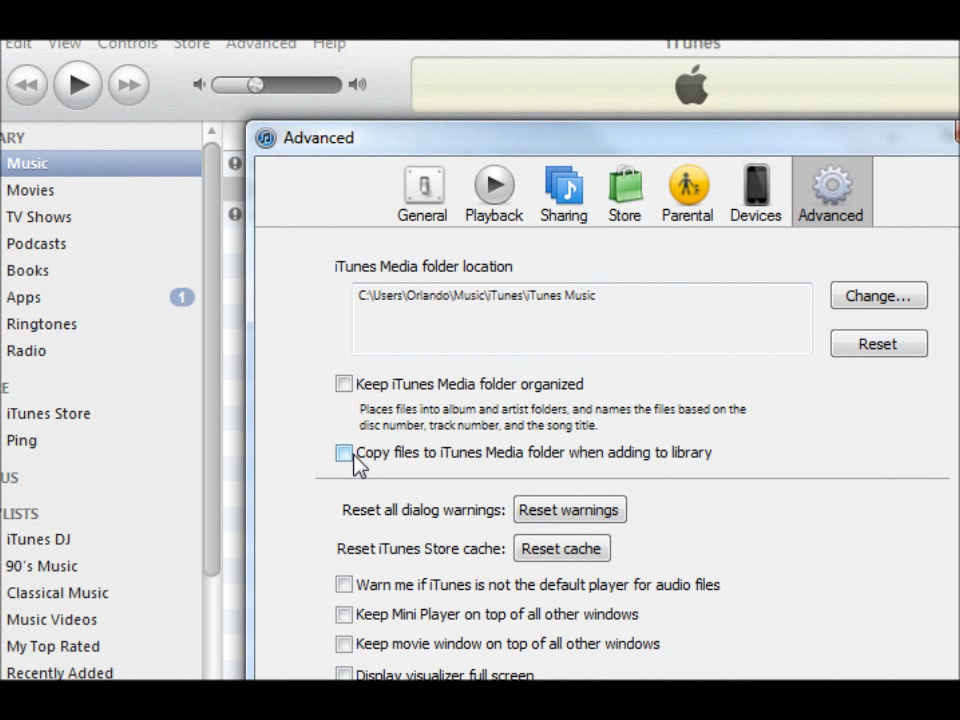 Edit View Controls Store Advanced Help
iTunes
Advanced
ARY
Music
Movies
TV Shows
Podcasts
Books
Apps 1
Ringtones
Radio
RE
iTunes Store
Ping
US
LISTS
iTunes DJ
90's Music
Classical Music
Music Videos
My Top Rated
Recently Added
General Playback Sharing Store Parental Devices Advanced
iTunes Media folder location
C:\Users\Orlando\Music\iTunes\iTunes Music
Change...
Reset
Keep iTunes Media folder organized
Places files into album and artist folders, and names the files based on the
disc number, track number, and the song title.
Copy files to iTunes Media folder when adding to library
Reset all dialog warnings: Reset warnings
Reset iTunes Store cache: Reset cache
Warn me if iTunes is not the default player for audio files
Keep Mini Player on top of all other windows
Keep movie window on top of all other windows
Display visualizer full screen